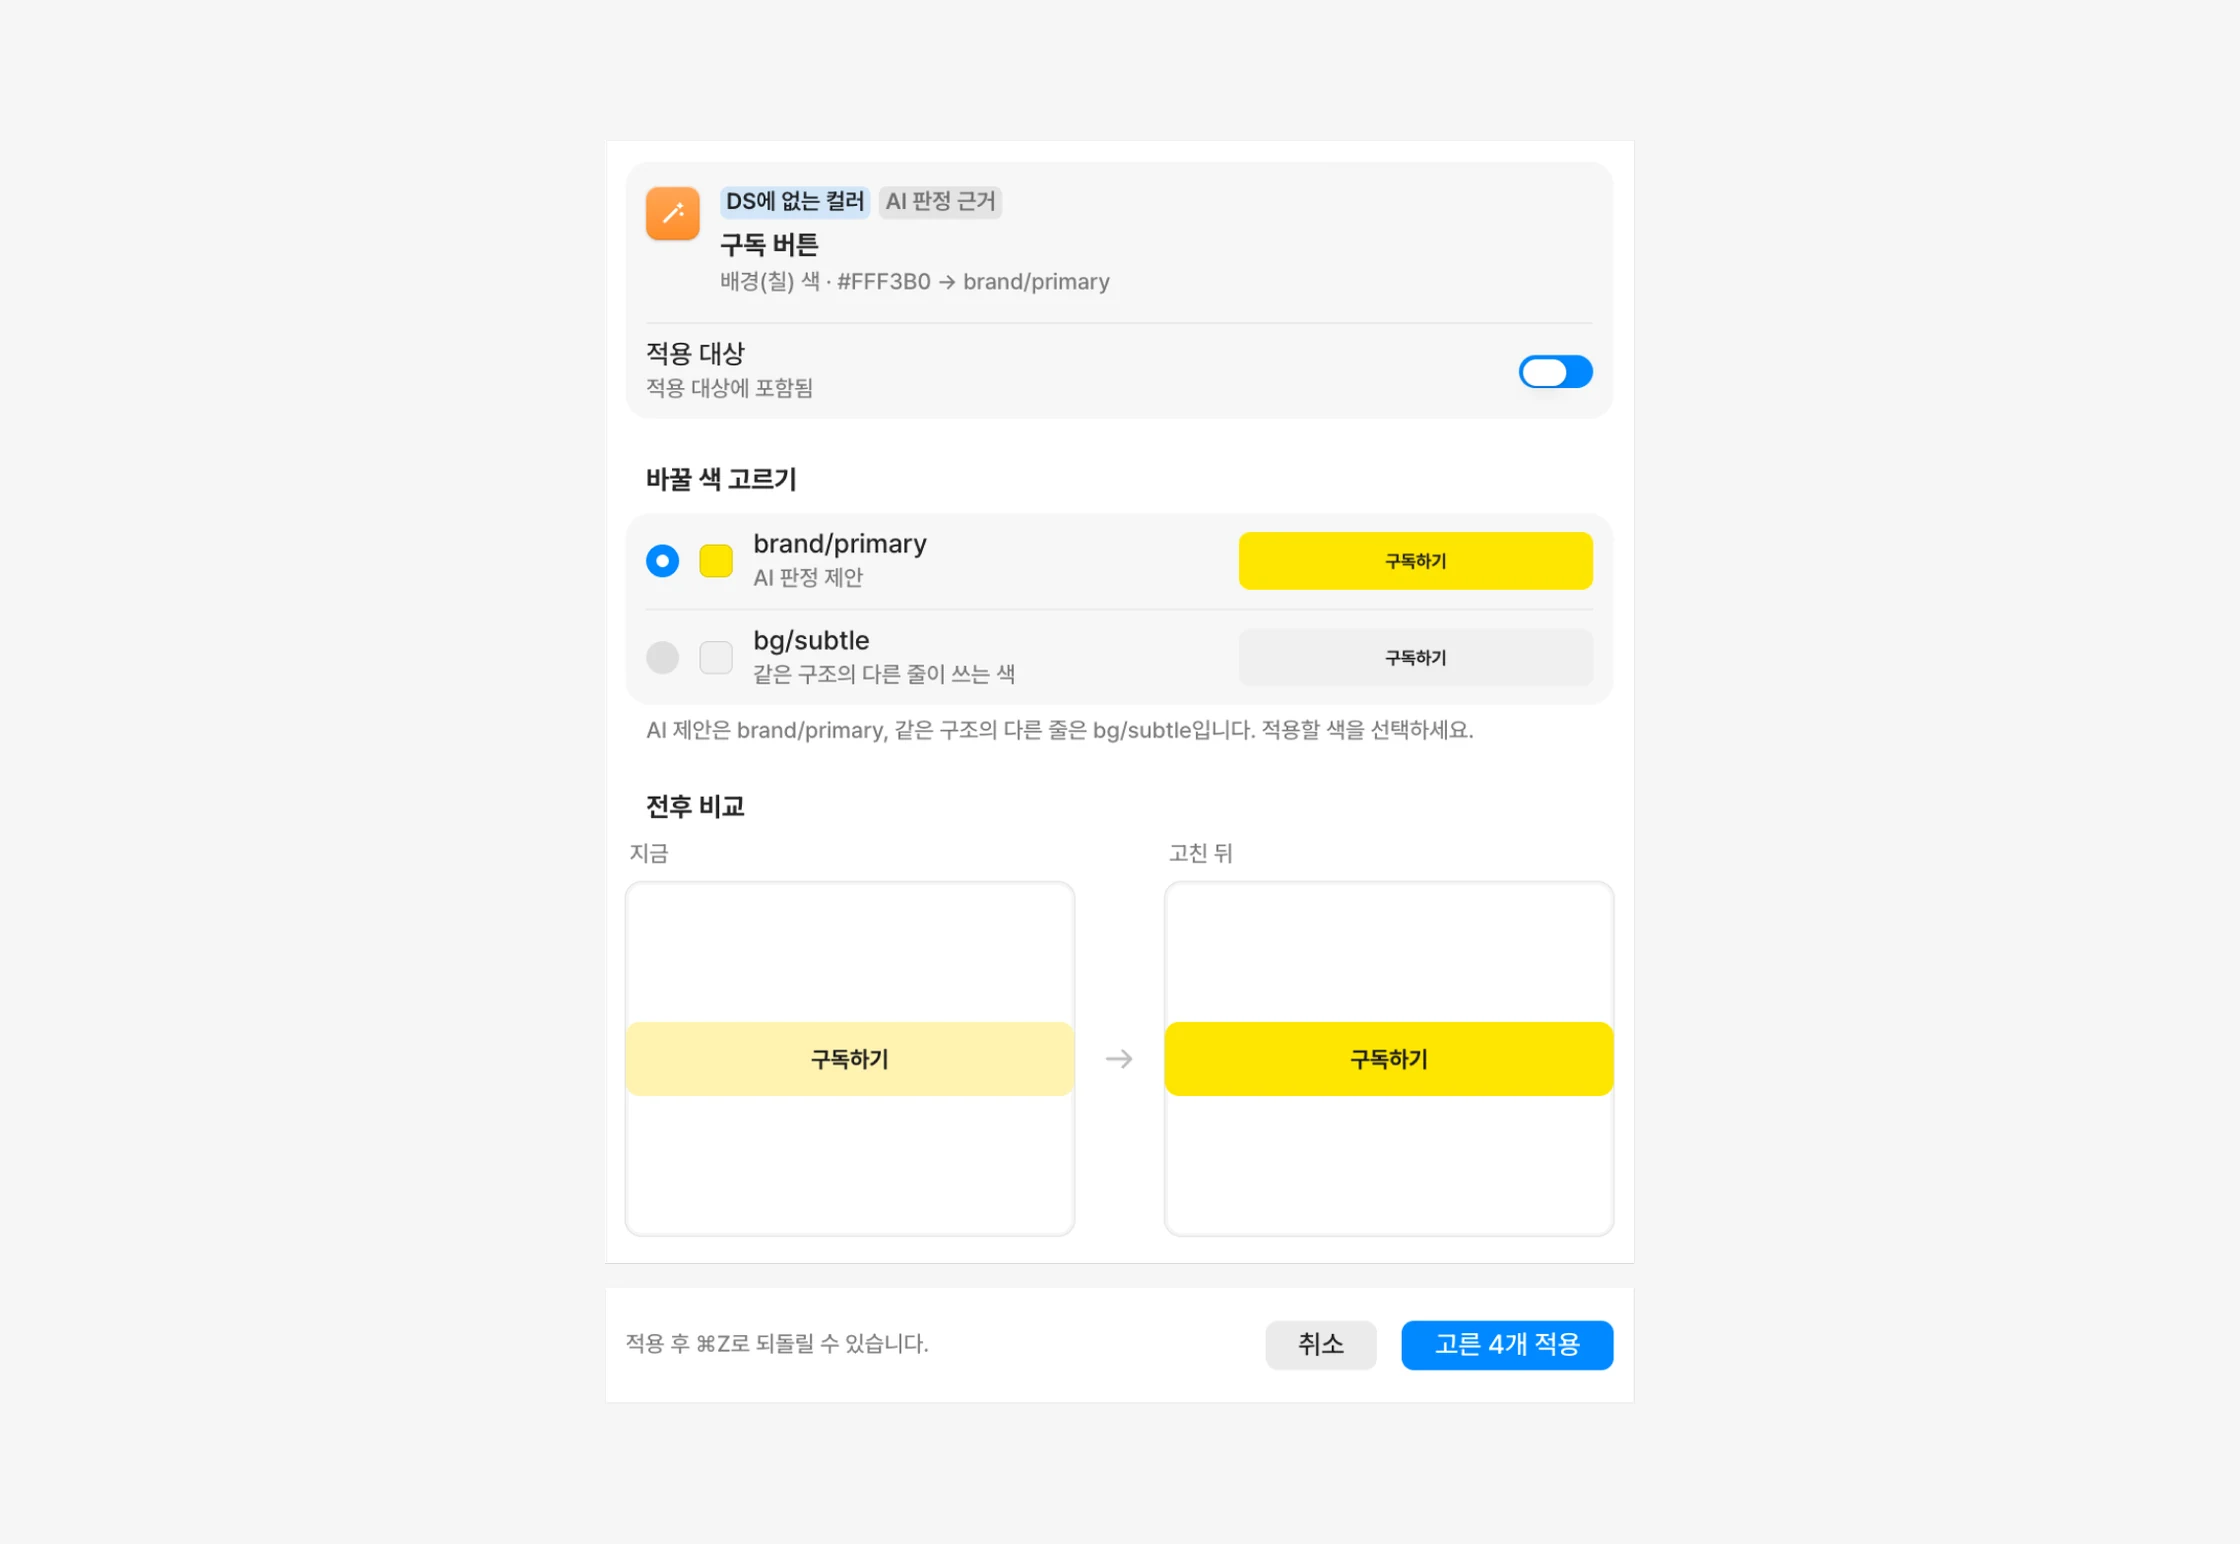 DS에 없는 컬러 AI 판정 근거
구독 버튼
배경(칠) 색 · #FFF3B0 → brand/primary
적용 대상
적용 대상에 포함됨
바꿀 색 고르기
brand/primary
AI 판정 제안
구독하기
bg/subtle
같은 구조의 다른 줄이 쓰는 색
구독하기
AI 제안은 brand/primary, 같은 구조의 다른 줄은 bg/subtle입니다. 적용할 색을 선택하세요.
전후 비교
지금
고친 뒤
구독하기
→
구독하기
적용 후 ⌘Z로 되돌릴 수 있습니다.
취소
고른 4개 적용